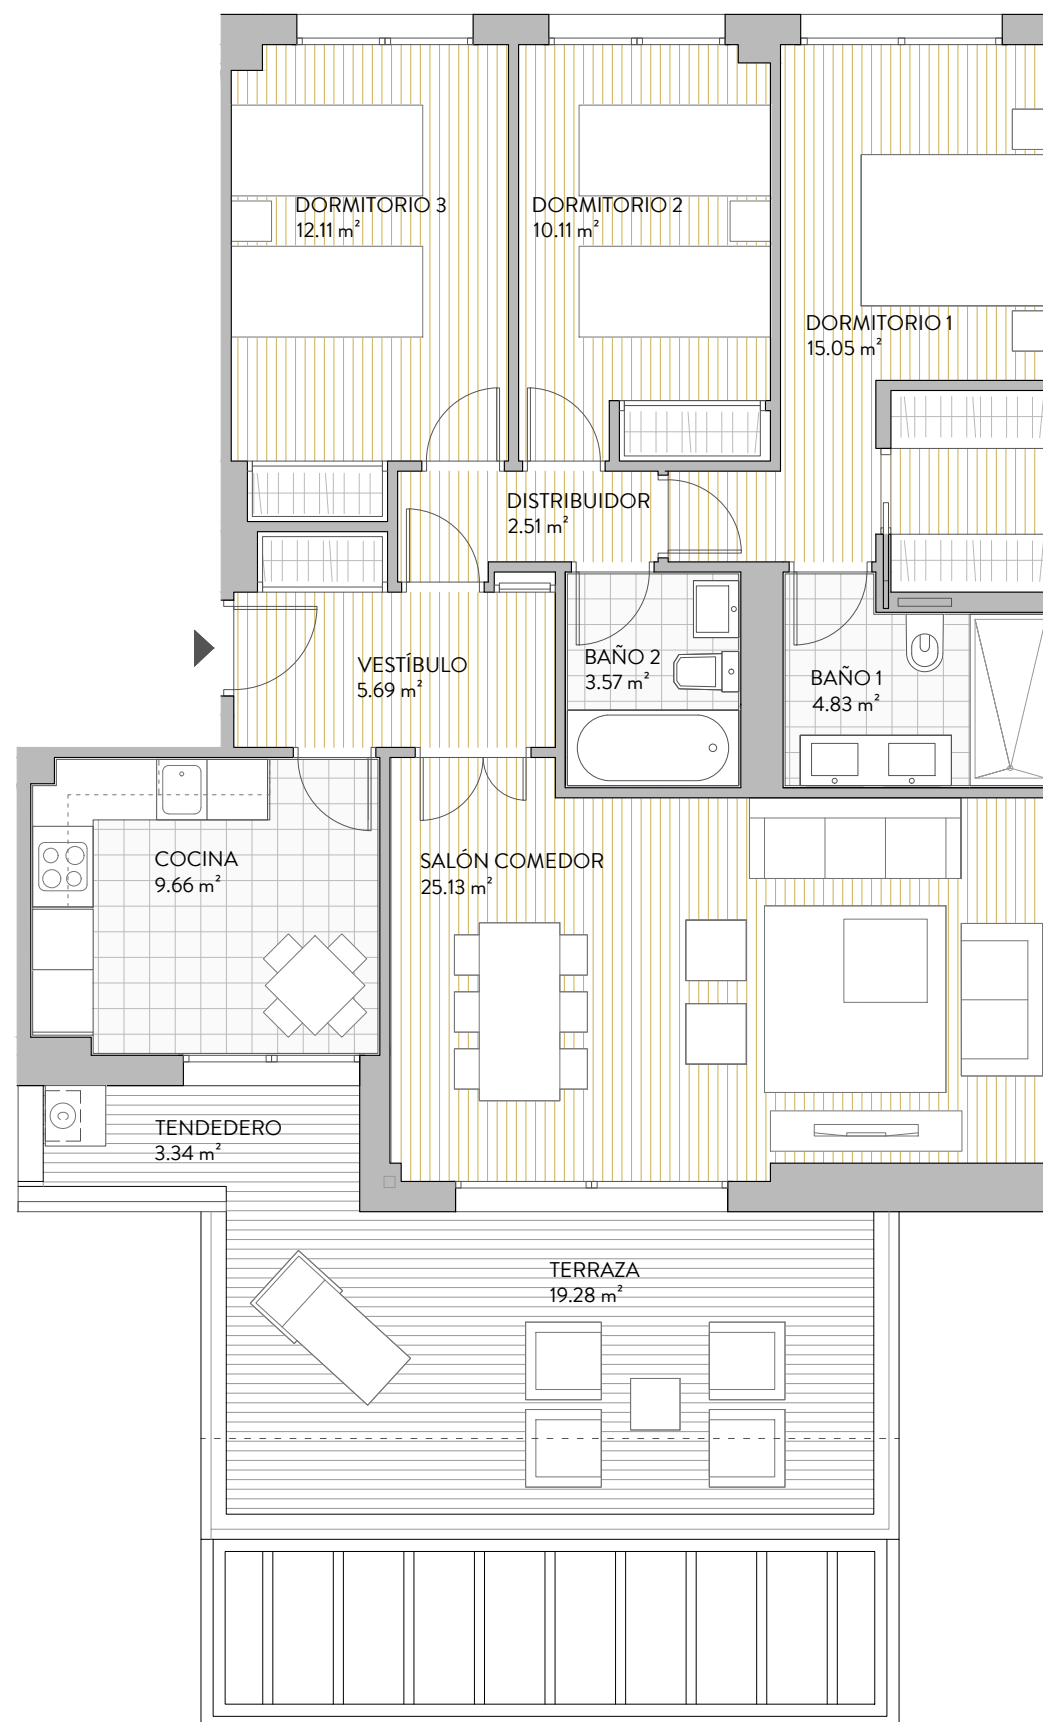 DORMITORIO 3
12.11 m²
DORMITORIO 2
10.11 m²
DORMITORIO 1
15.05 m²
DISTRIBUIDOR
2.51 m²
VESTÍBULO
5.69 m²
BAÑO 2
3.57 m²
BAÑO 1
4.83 m²
COCINA
9.66 m²
SALÓN COMEDOR
25.13 m²
C
TENDEDERO
3.34 m²
TERRAZA
19.28 m²